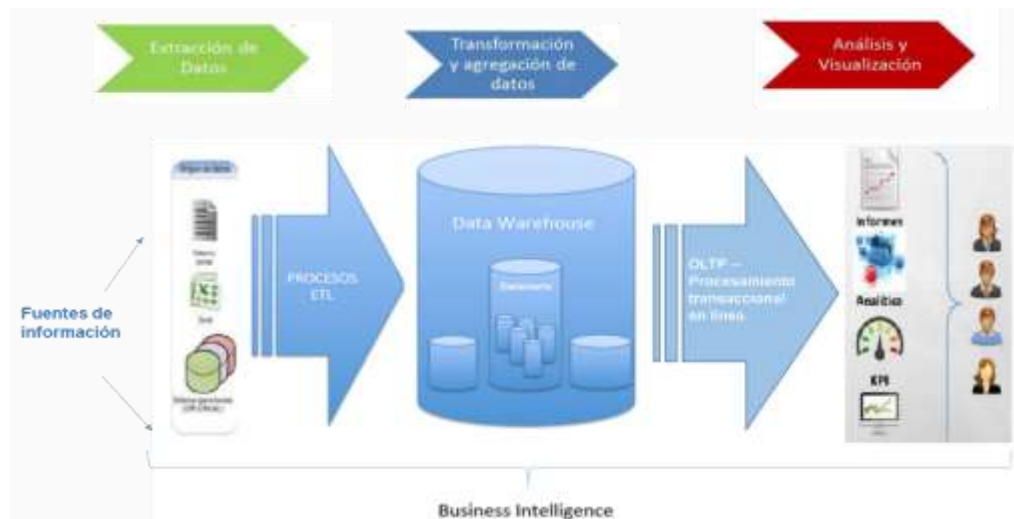 Extracción de
Datos
Transformación
y agregación de
datos
Análisis y
Visualización
Fuentes de
información
Excel
PROCESOS
ETL
Data Warehouse
OLTP –
Procesamiento
transaccional
en línea
Informes
Analítica
KPI
Business Intelligence